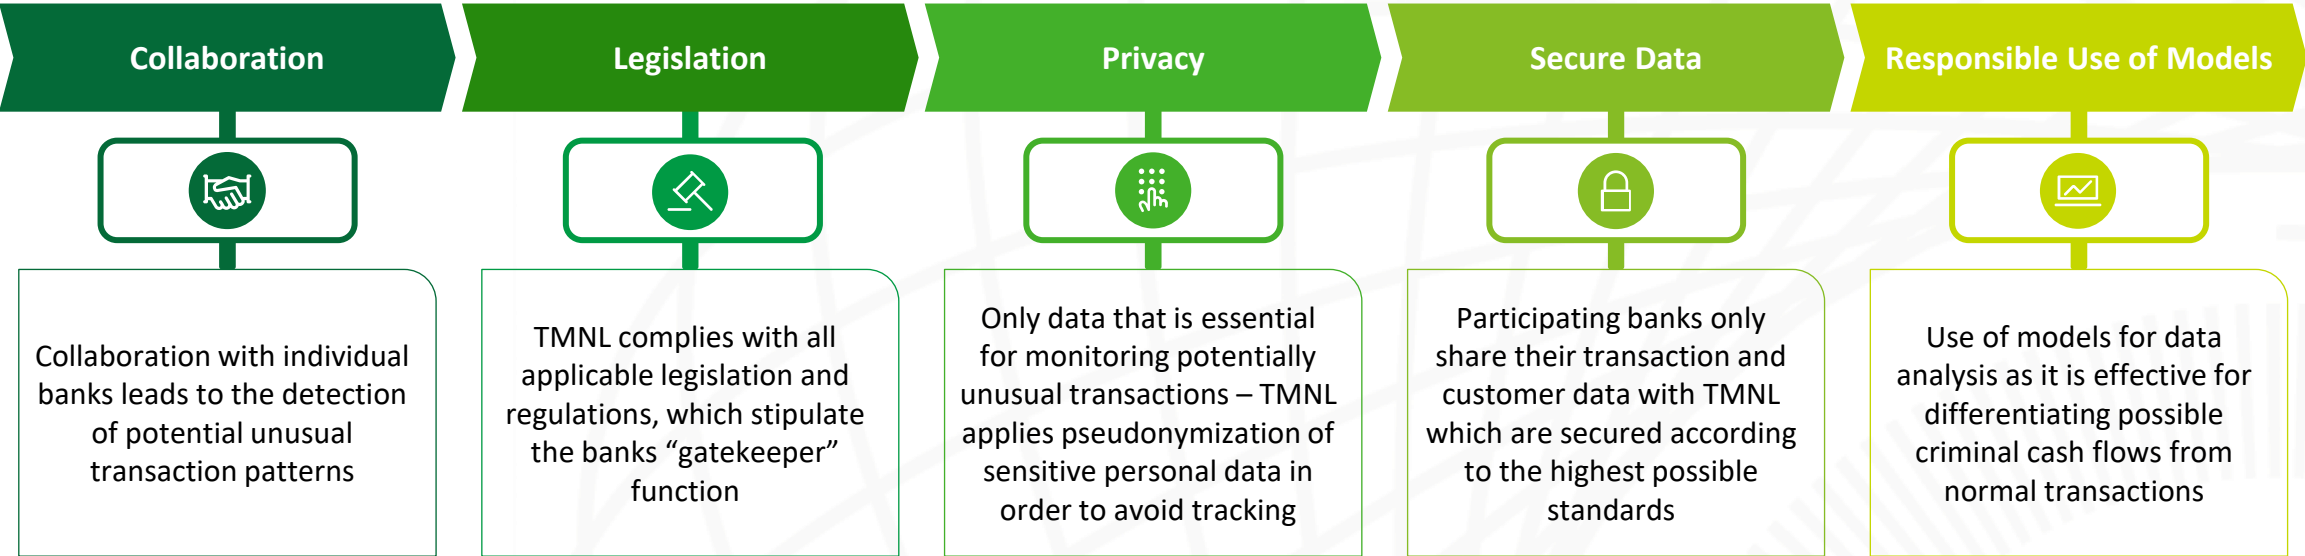 Collaboration
Legislation
Privacy
Secure Data
Responsible Use of Models
Collaboration with individual
banks leads to the detection
of potential unusual
transaction patterns
TMNL complies with all
applicable legislation and
regulations, which stipulate
the banks “gatekeeper”
function
Only data that is essential
for monitoring potentially
unusual transactions – TMNL
applies pseudonymization of
sensitive personal data in
order to avoid tracking
Participating banks only
share their transaction and
customer data with TMNL
which are secured according
to the highest possible
standards
Use of models for data
analysis as it is effective for
differentiating possible
criminal cash flows from
normal transactions